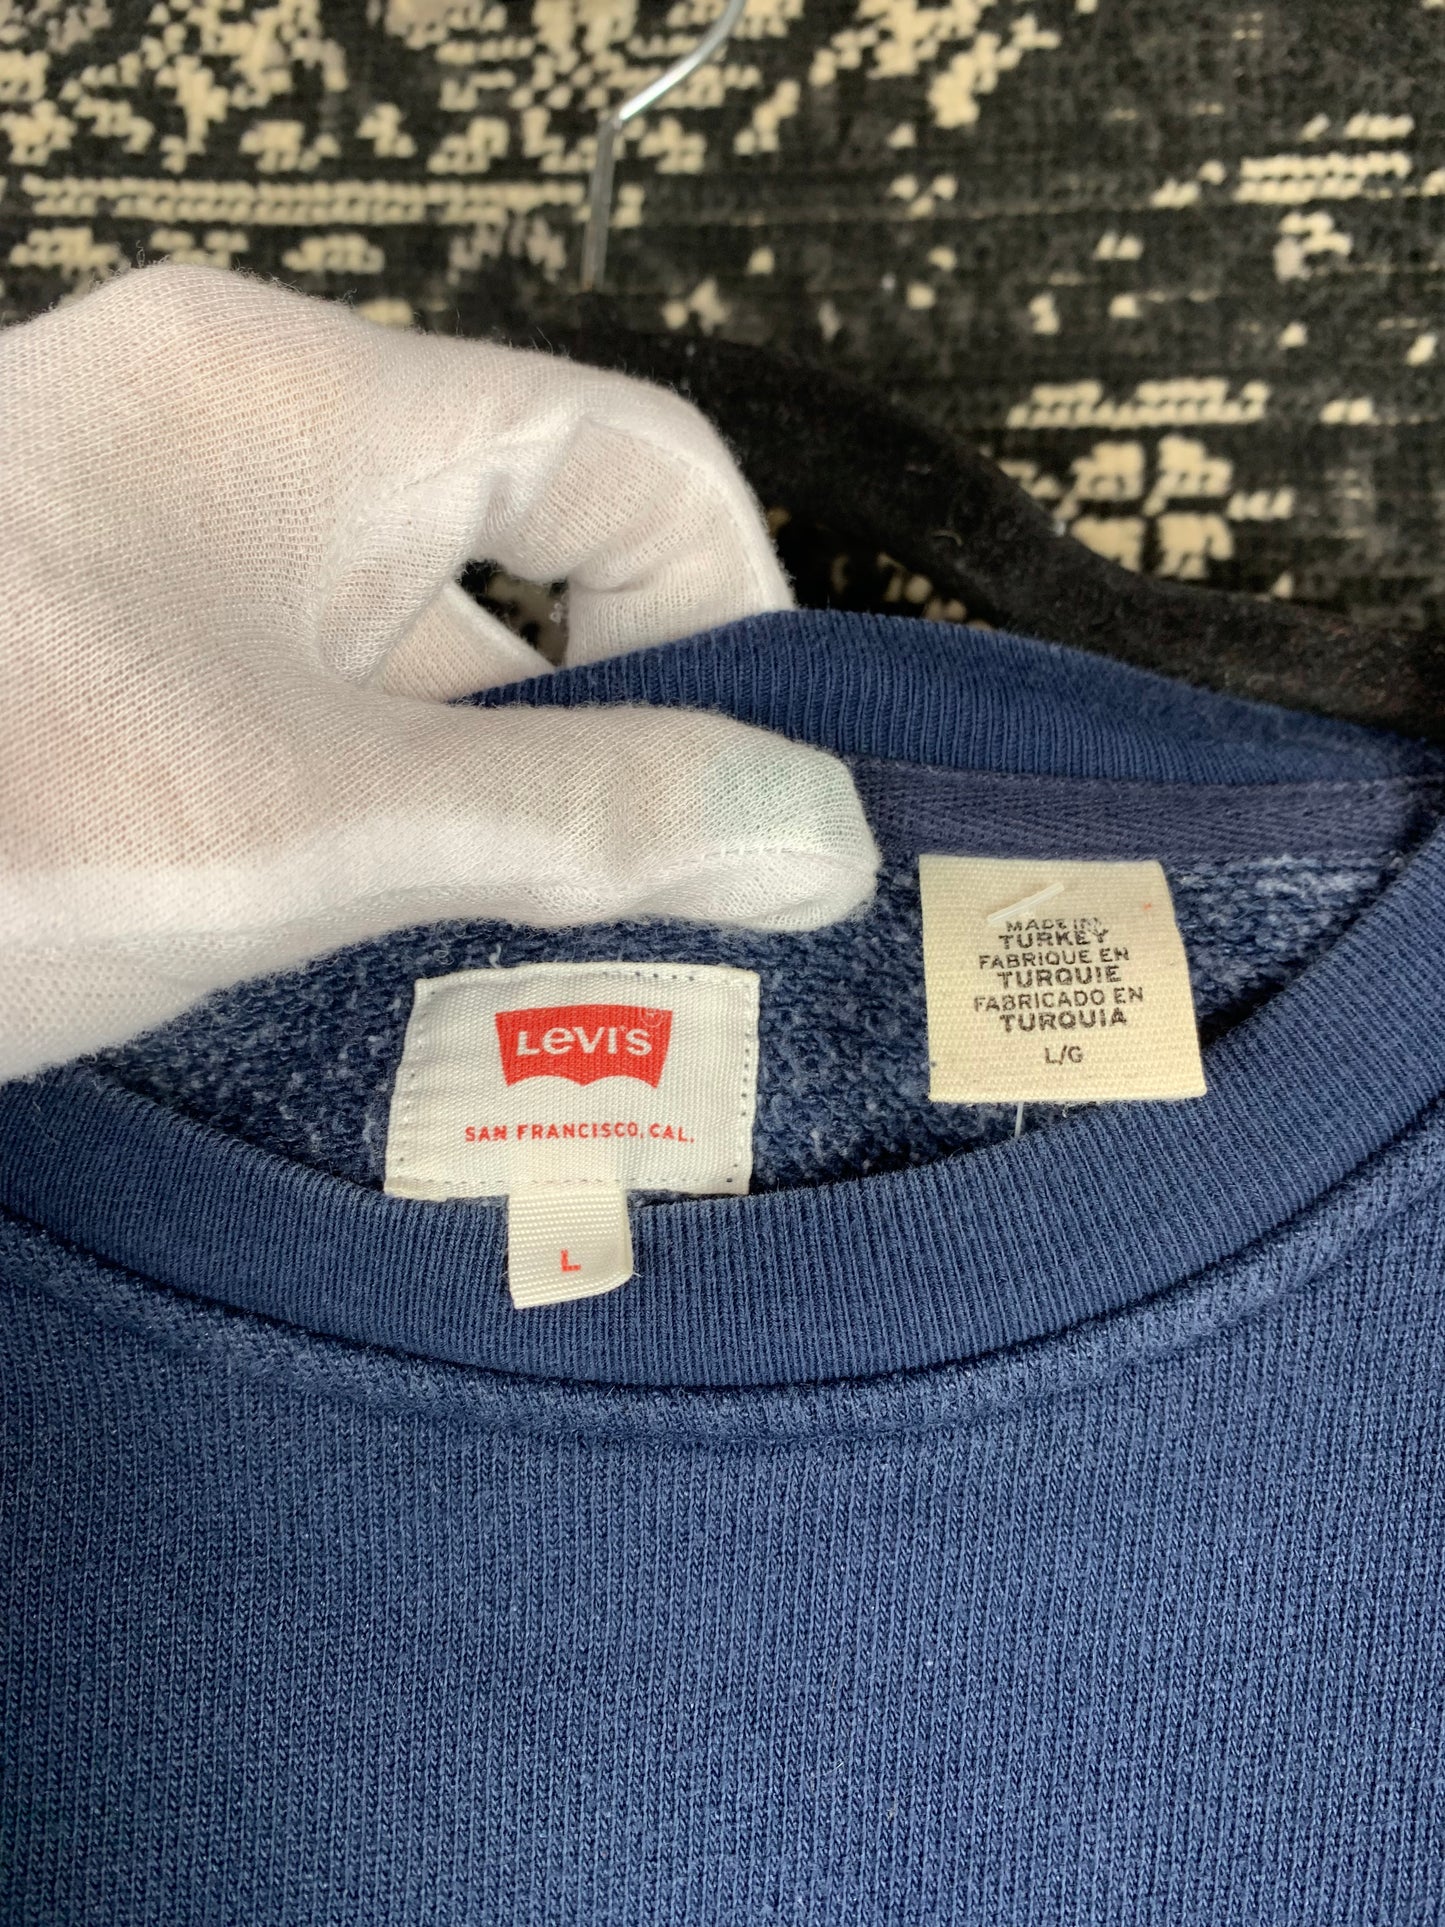 Levi's
SAN FRANCISCO, CAL.
L
MADE IN
TURKEY
FABRIQUE EN
TURQUIE
FABRICADO EN
TURQUIA
L/G